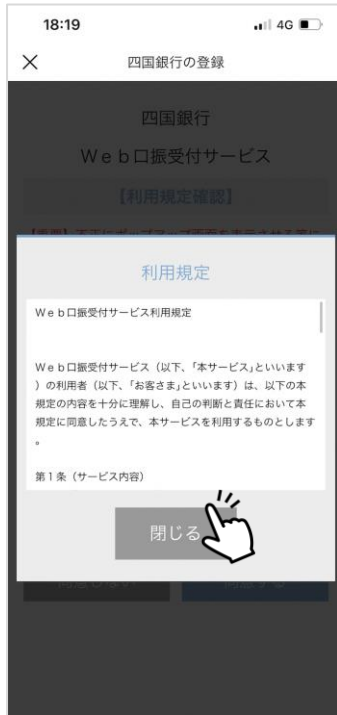 18:19
4G
四国銀行の登録
四国銀行
Ｗｅｂ口振受付サービス
【利用規定確認】
利用規定
Ｗｅｂ口振受付サービス利用規定
Ｗｅｂ口振受付サービス（以下、「本サービス」といいます
）の利用者（以下、「お客さま」といいます）は、以下の本
規定の内容を十分に理解し、自己の判断と責任において本
規定に同意したうえで、本サービスを利用するものとします
。
第１条（サービス内容）
閉じる